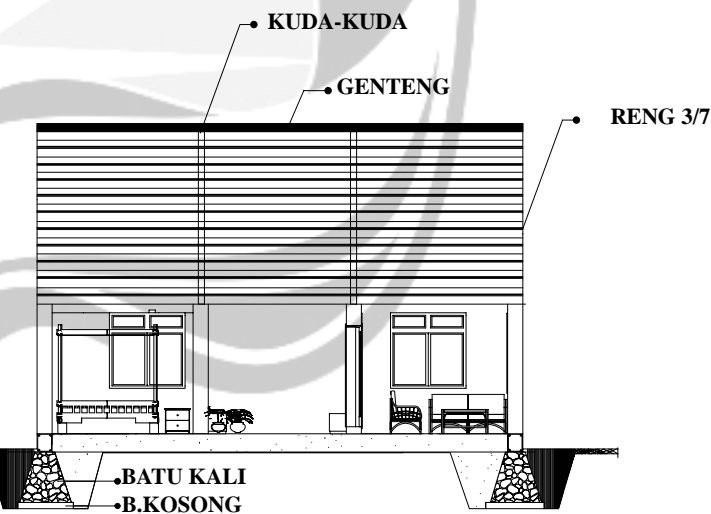 KUDA-KUDA
GENTENG
RENG 3/7
BATU KALI
B.KOSONG